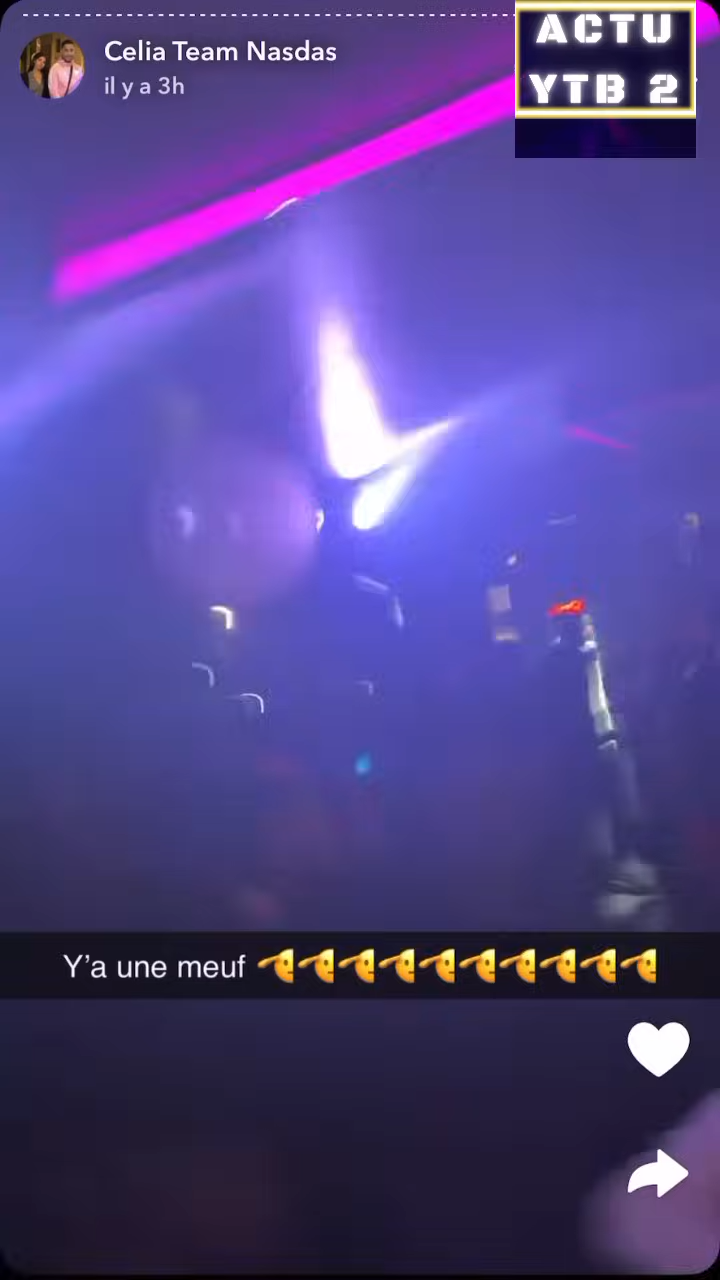 ACTU
YTB 2
Celia Team Nasdas
il y a 3h
Y'a une meuf 🫵🫵🫵🫵🫵🫵🫵🫵🫵🫵